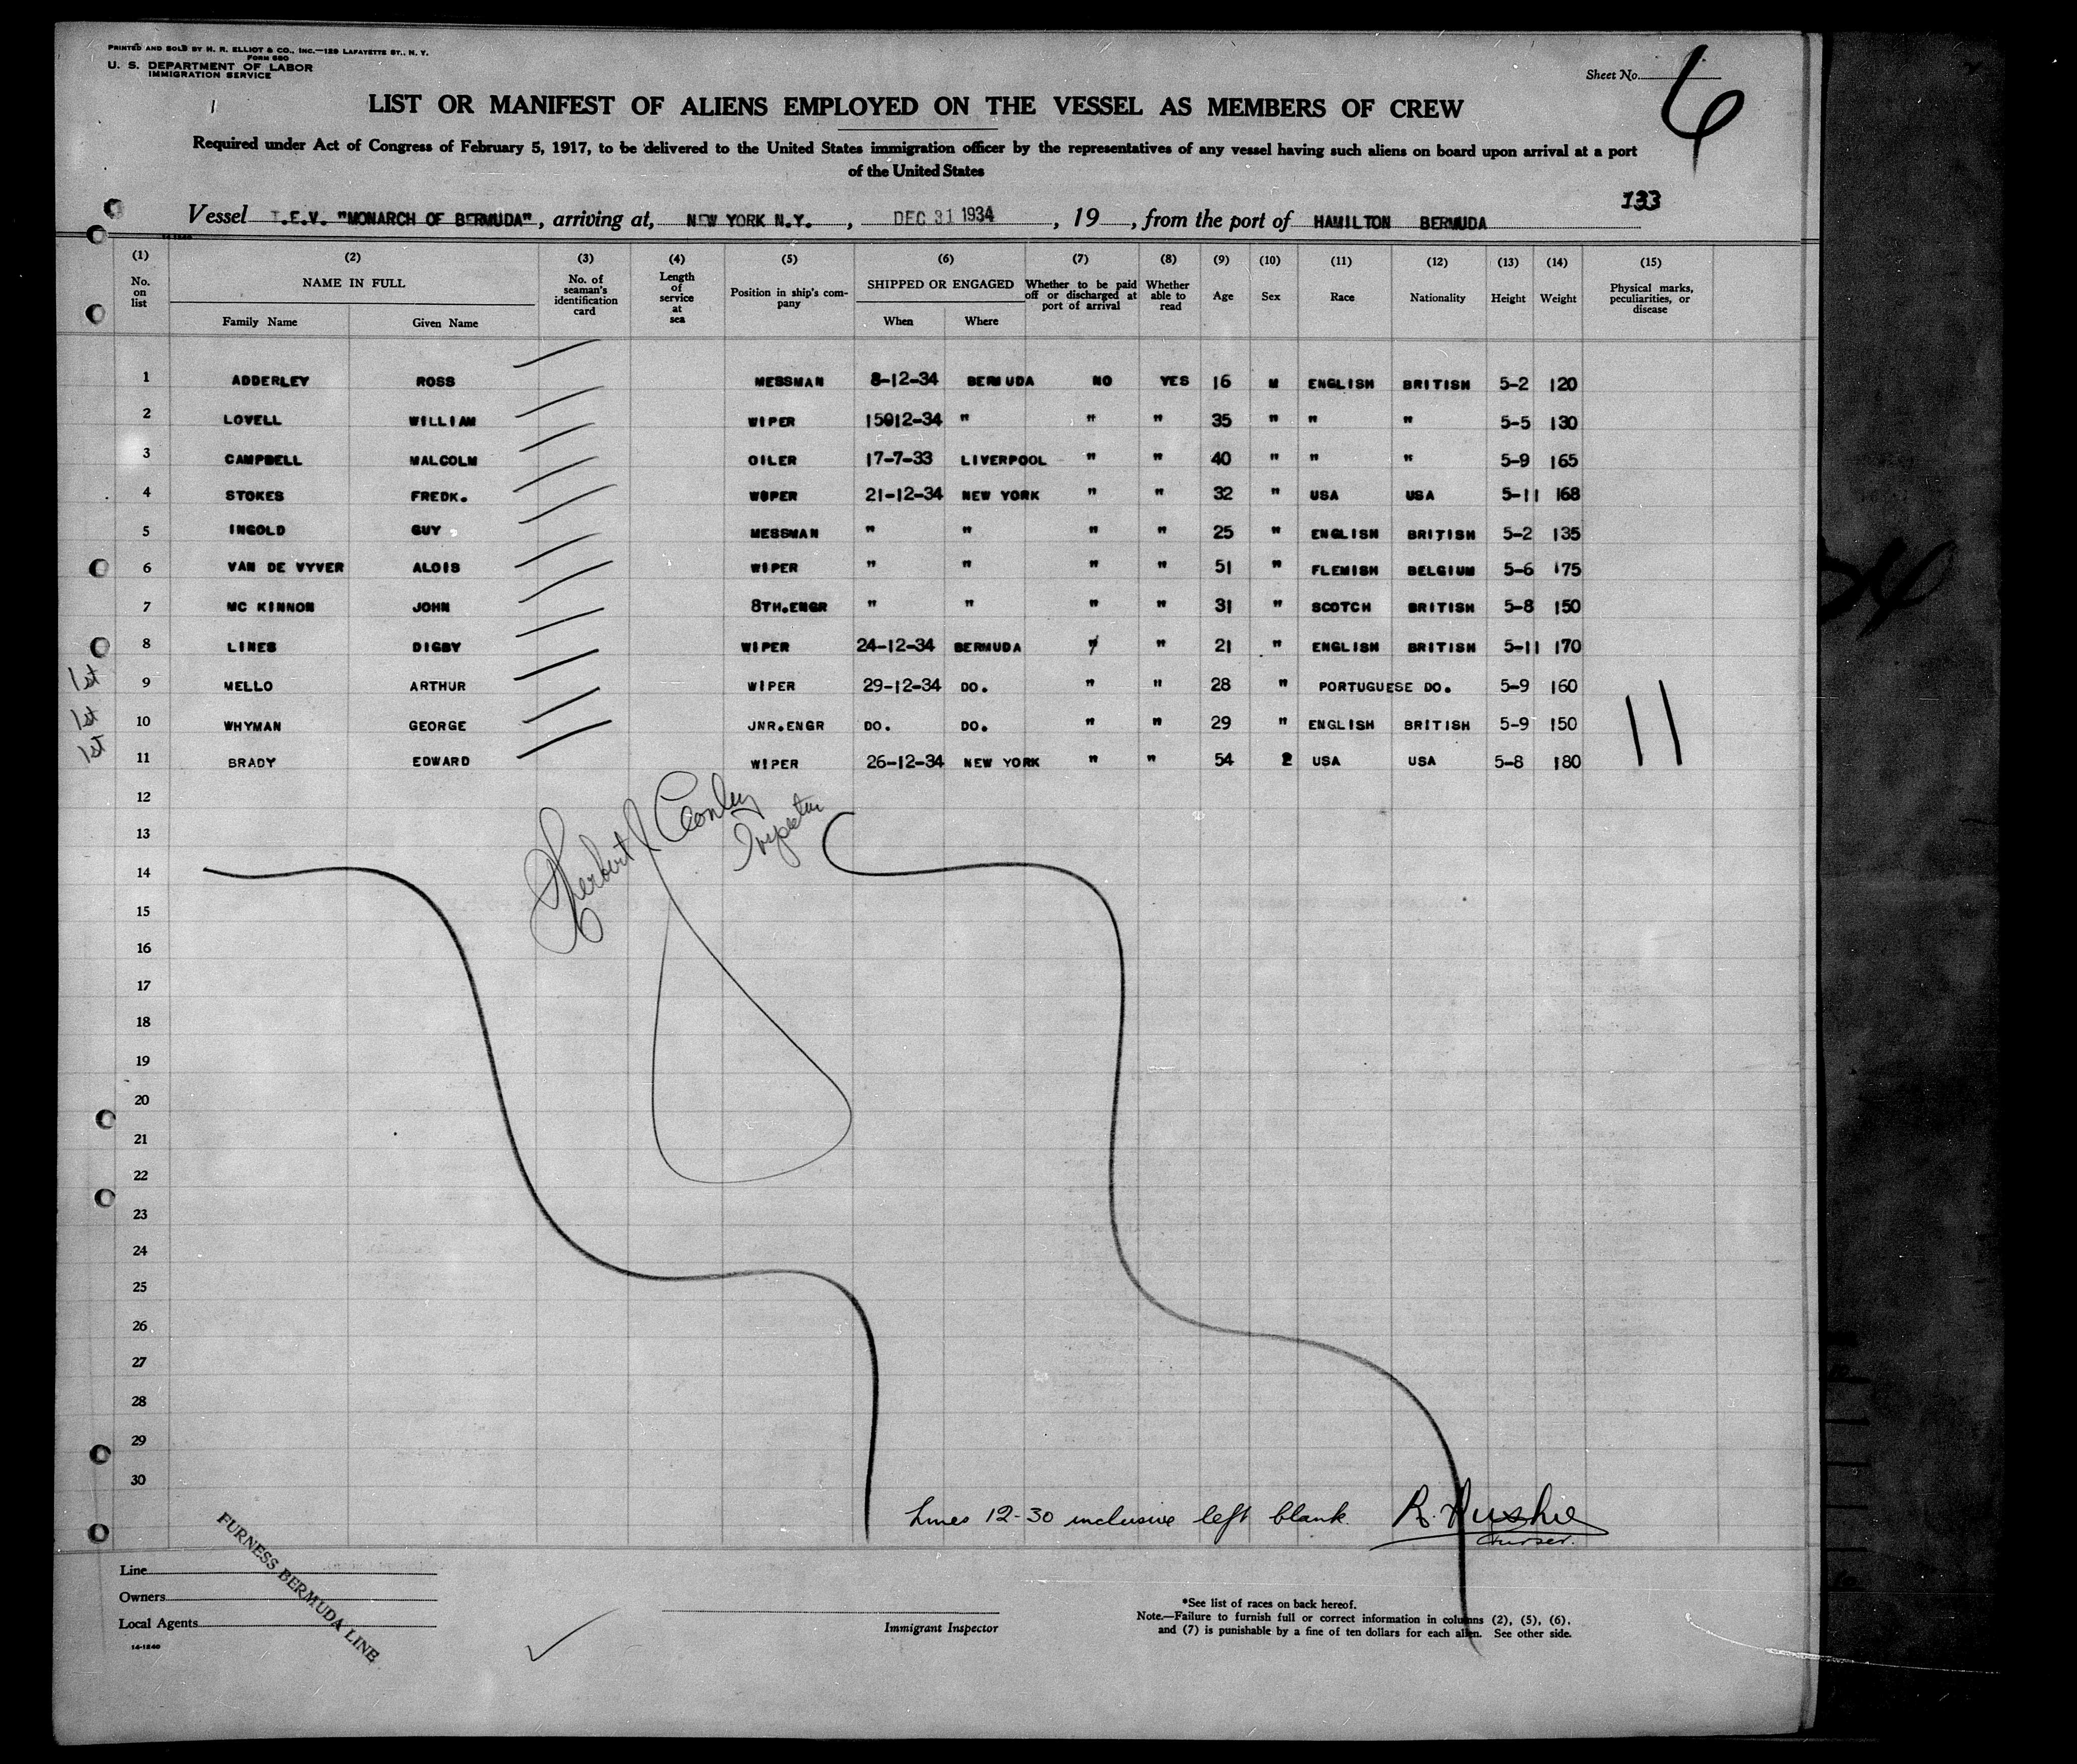 PRINTED AND SOLD BY H. R. ELLIOT & CO., INC.—129 LAFAYETTE ST., N. Y.
FORM 680
U. S. DEPARTMENT OF LABOR
IMMIGRATION SERVICE
Sheet No. 6
LIST OR MANIFEST OF ALIENS EMPLOYED ON THE VESSEL AS MEMBERS OF CREW
Required under Act of Congress of February 5, 1917, to be delivered to the United States immigration officer by the representatives of any vessel having such aliens on board upon arrival at a port
of the United States
133
Vessel T.E.V. "MONARCH OF BERMUDA", arriving at, NEW YORK N.Y., DEC 31 1934, 19 , from the port of HAMILTON BERMUDA
(1) (2) (3) (4) (5) (6) (7) (8) (9) (10) (11) (12) (13) (14) (15)
No. on list NAME IN FULL No. of seaman's identification card Length of service at sea Position in ship's company SHIPPED OR ENGAGED Whether to be paid off or discharged at port of arrival Whether able to read Age Sex Race Nationality Height Weight Physical marks, peculiarities, or disease
Family Name Given Name When Where
1 ADDERLEY ROSS MESSMAN 8-12-34 BERMUDA NO YES 16 M ENGLISH BRITISH 5-2 120
2 LOVELL WILLIAM WIPER 15012-34 " " " 35 " " " 5-5 130
3 CAMPBELL MALCOLM OILER 17-7-33 LIVERPOOL " " 40 " " " 5-9 165
4 STOKES FREDK. WOPER 21-12-34 NEW YORK " " 32 " USA USA 5-11 168
5 INGOLD GUY MESSMAN " " " " 25 " ENGLISH BRITISH 5-2 135
6 VAN DE VYVER ALOIS WIPER " " " " 51 " FLEMISH BELGIUM 5-6 175
7 MC KINNON JOHN 8TH.ENGR " " " " 31 " SCOTCH BRITISH 5-8 150
8 LINES DIGBY WIPER 24-12-34 BERMUDA " " 21 " ENGLISH BRITISH 5-11 170
1st 9 MELLO ARTHUR WIPER 29-12-34 DO. " " 28 " PORTUGUESE DO. 5-9 160
1st 10 WHYMAN GEORGE JNR.ENGR DO. DO. " " 29 " ENGLISH BRITISH 5-9 150 11
1st 11 BRADY EDWARD WIPER 26-12-34 NEW YORK " " 54 2 USA USA 5-8 180
12
Herbert J Conley
Inspector
13
14
15
16
17
18
19
20
21
22
23
24
25
26
27
28
29
30
Lines 12-30 inclusive left blank.
Purser.
Line
Owners
Local Agents
FURNESS BERMUDA LINE
14-1240
Immigrant Inspector
*See list of races on back hereof.
Note.—Failure to furnish full or correct information in columns (2), (5), (6),
and (7) is punishable by a fine of ten dollars for each alien. See other side.